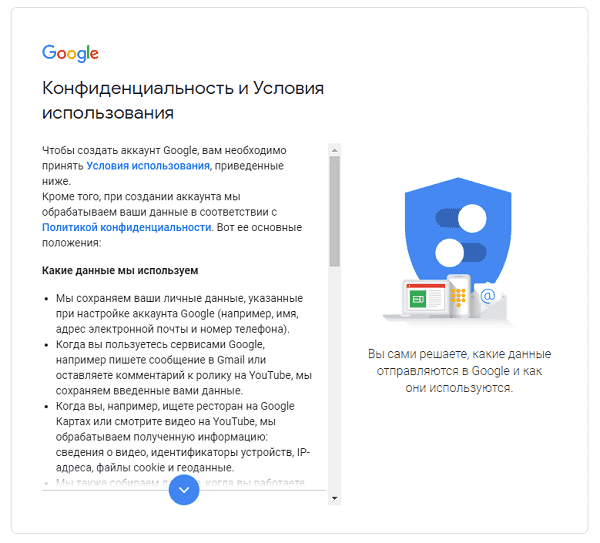 Google
Конфиденциальность и Условия
использования
Чтобы создать аккаунт Google, вам необходимо
принять Условия использования, приведенные
ниже.
Кроме того, при создании аккаунта мы
обрабатываем ваши данные в соответствии с
Политикой конфиденциальности. Вот ее основные
положения:
Какие данные мы используем
• Мы сохраняем ваши личные данные, указанные
при настройке аккаунта Google (например, имя,
адрес электронной почты и номер телефона).
• Когда вы пользуетесь сервисами Google,
например пишете сообщение в Gmail или
оставляете комментарий к ролику на YouTube, мы
сохраняем введенные вами данные.
• Когда вы, например, ищете ресторан на Google
Картах или смотрите видео на YouTube, мы
обрабатываем полученную информацию:
сведения о видео, идентификаторы устройств, IP-
адреса, файлы cookie и геоданные.
• Мы также собираем когда вы работаете
@
Вы сами решаете, какие данные
отправляются в Google и как
они используются.